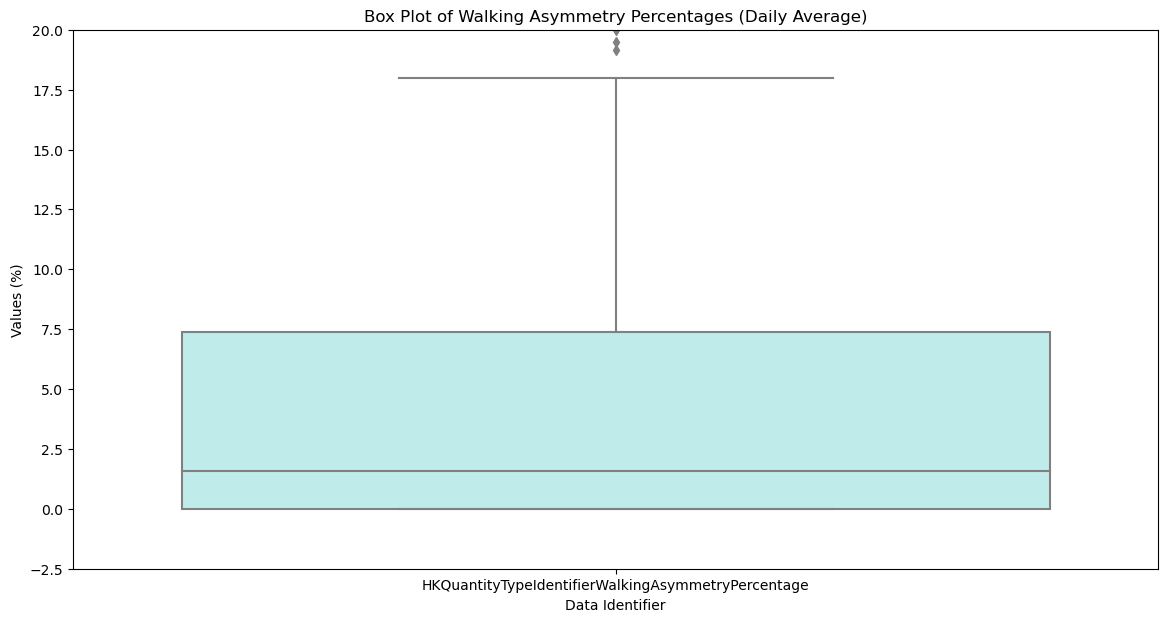 Box Plot of Walking Asymmetry Percentages (Daily Average)
20.0
17.5
15.0
12.5
10.0
7.5
5.0
2.5
0.0
−2.5
Values (%)
HKQuantityTypeIdentifierWalkingAsymmetryPercentage
Data Identifier